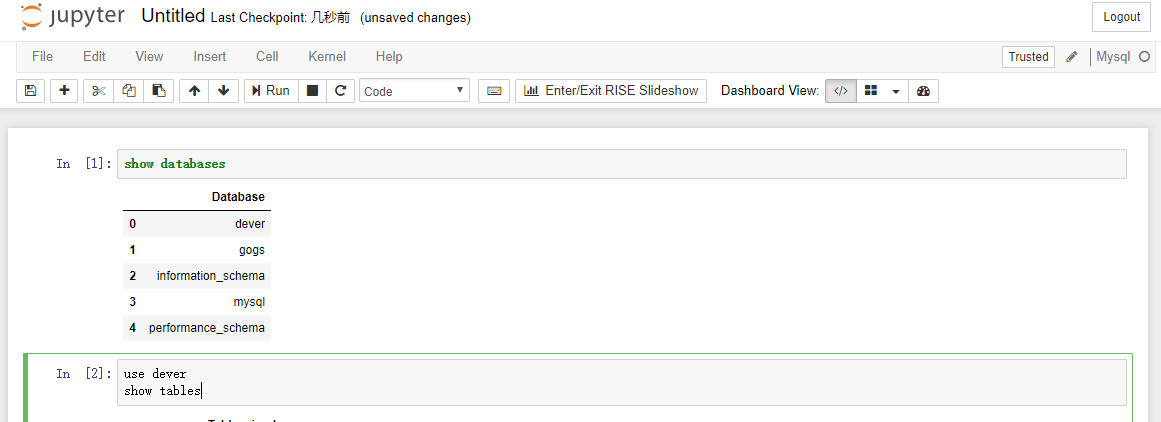 jupyter Untitled Last Checkpoint: 几秒前 (unsaved changes) Logout
File Edit View Insert Cell Kernel Help Trusted Mysql
Run Code Enter/Exit RISE Slideshow Dashboard View:
In [1]: show databases
Database
0 dever
1 gogs
2 information_schema
3 mysql
4 performance_schema
In [2]: use dever
show tables